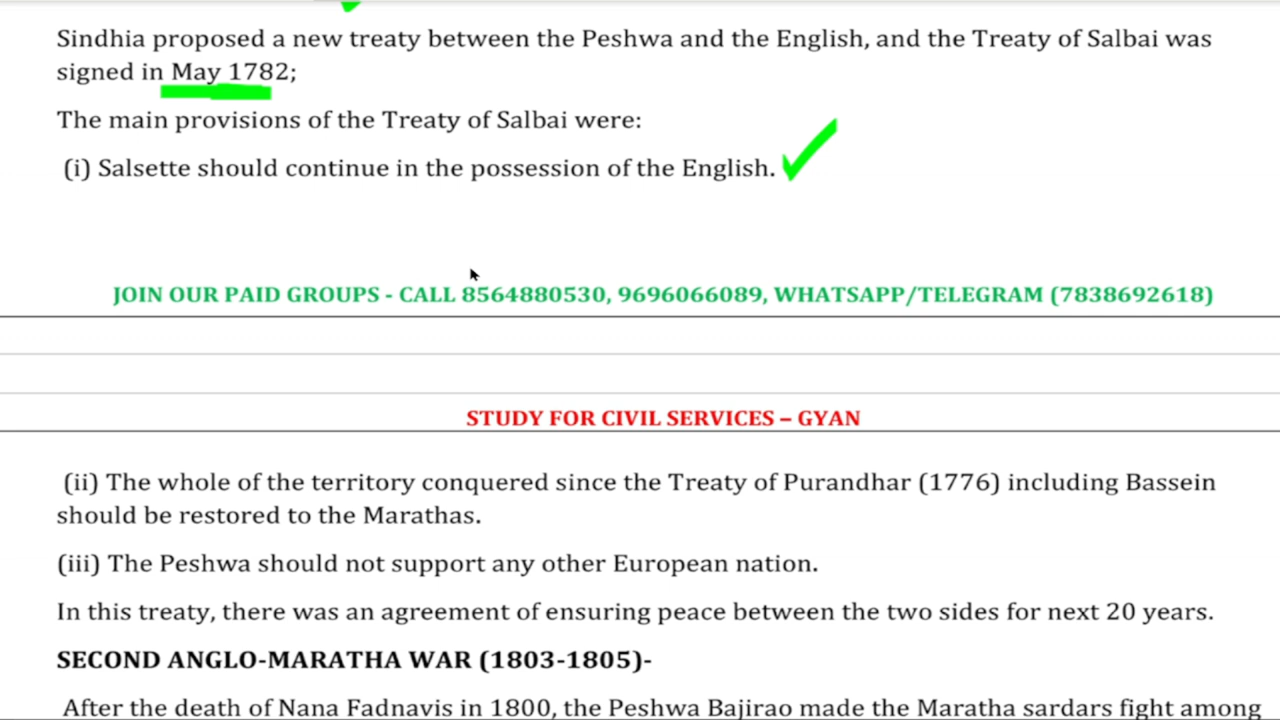 Sindhia proposed a new treaty between the Peshwa and the English, and the Treaty of Salbai was
signed in May 1782;
The main provisions of the Treaty of Salbai were:
(i) Salsette should continue in the possession of the English.
JOIN OUR PAID GROUPS - CALL 8564880530, 9696066089, WHATSAPP/TELEGRAM (7838692618)
STUDY FOR CIVIL SERVICES – GYAN
(ii) The whole of the territory conquered since the Treaty of Purandhar (1776) including Bassein
should be restored to the Marathas.
(iii) The Peshwa should not support any other European nation.
In this treaty, there was an agreement of ensuring peace between the two sides for next 20 years.
SECOND ANGLO-MARATHA WAR (1803-1805)-
After the death of Nana Fadnavis in 1800, the Peshwa Bajirao made the Maratha sardars fight among